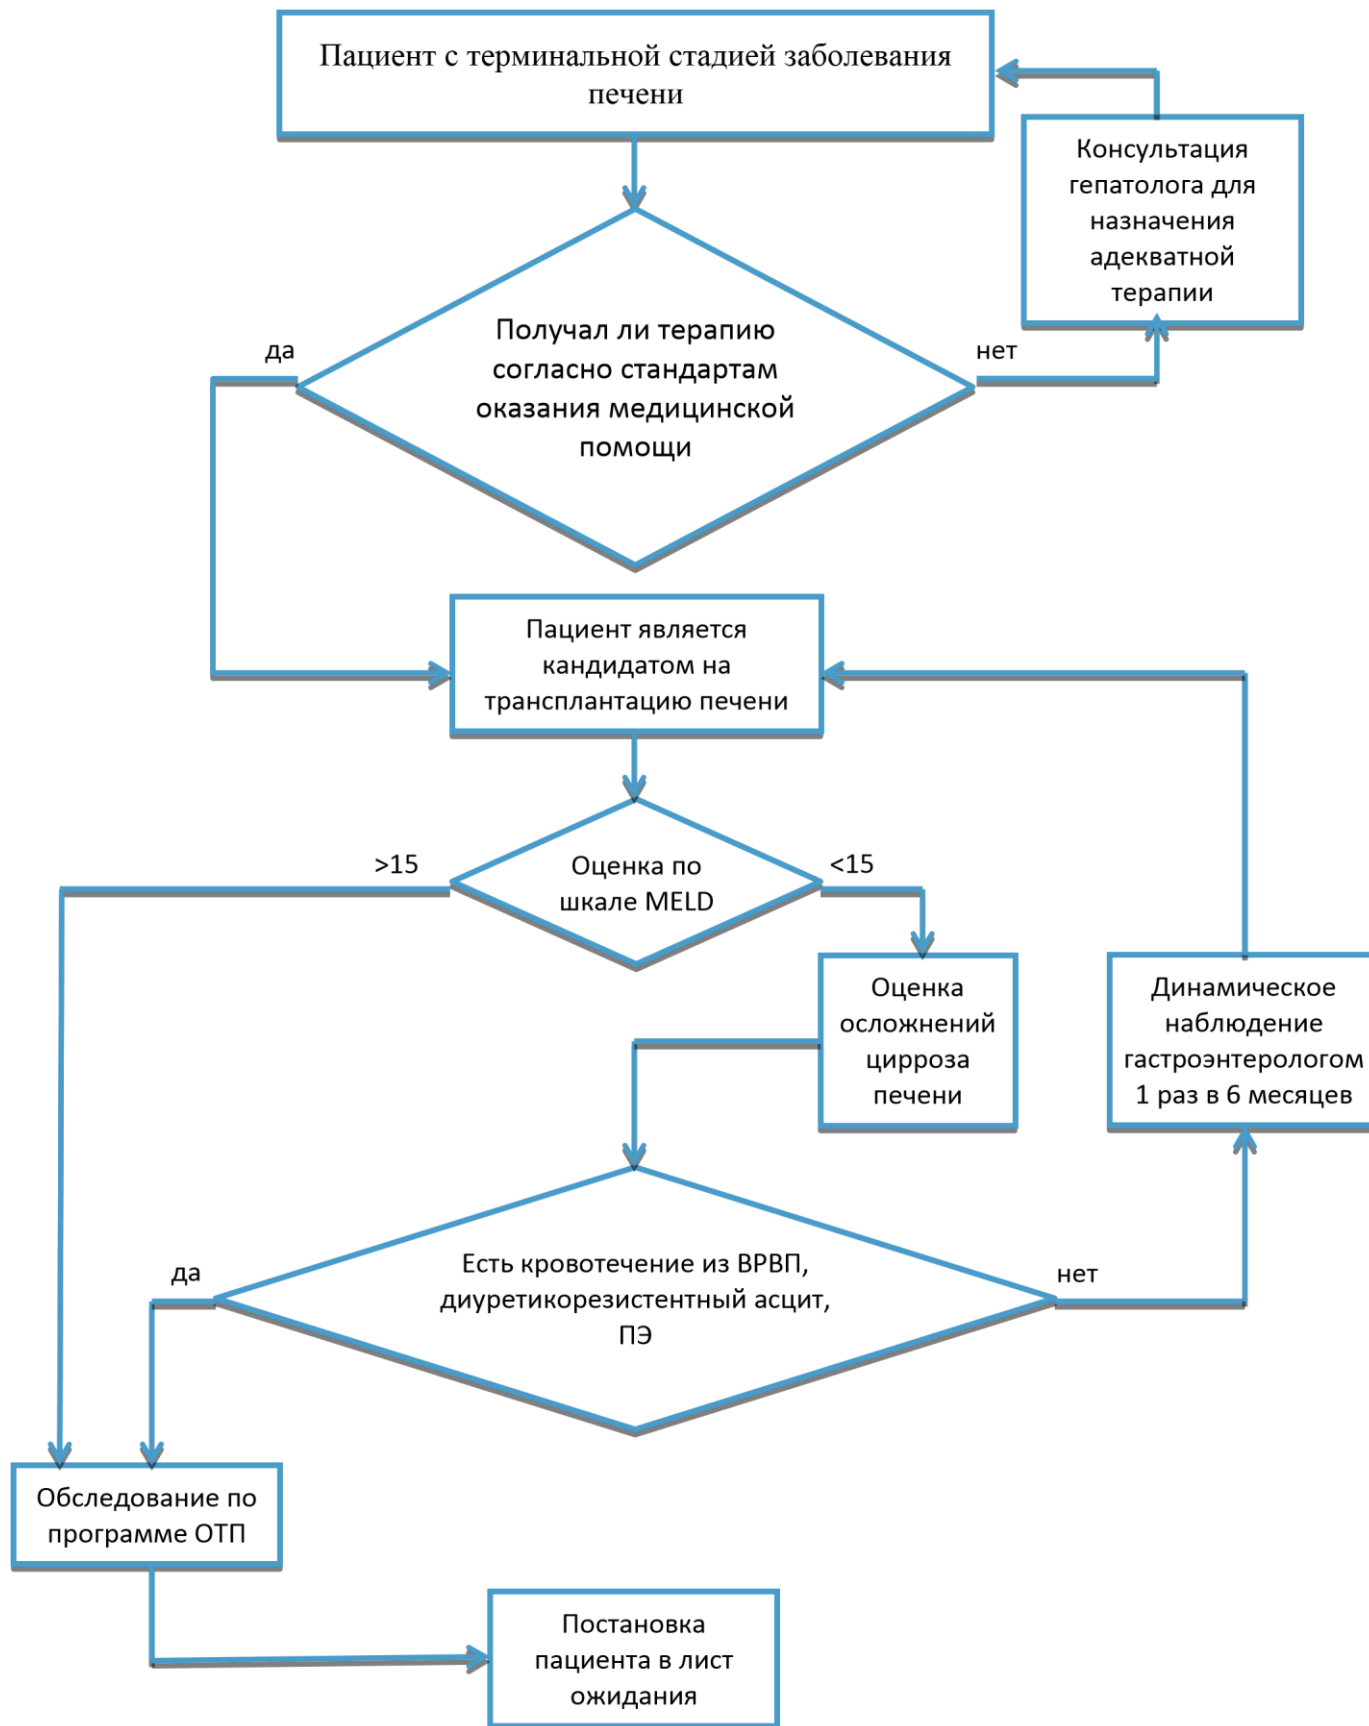 Пациент с терминальной стадией заболевания
печени
Консультация
гепатолога для
назначения
адекватной
терапии
Получал ли терапию
согласно стандартам
оказания медицинской
помощи
да
нет
Пациент является
кандидатом на
трансплантацию печени
>15
Оценка по
шкале MELD
<15
Оценка
осложнений
цирроза
печени
Динамическое
наблюдение
гастроэнтерологом
1 раз в 6 месяцев
да
Есть кровотечение из ВРВП,
диуретикорезистентный асцит,
ПЭ
нет
Обследование по
программе ОТП
Постановка
пациента в лист
ожидания